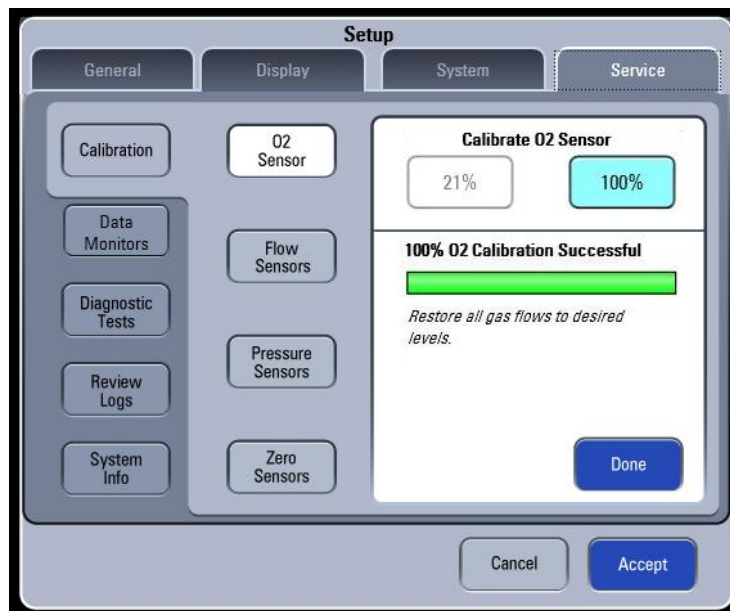 Setup
General
Display
System
Service
Calibration
Data
Monitors
Diagnostic
Tests
Review
Logs
System
Info
O2
Sensor
Flow
Sensors
Pressure
Sensors
Zero
Sensors
Calibrate O2 Sensor
21%
100%
100% O2 Calibration Successful
Restore all gas flows to desired
levels.
Done
Cancel
Accept